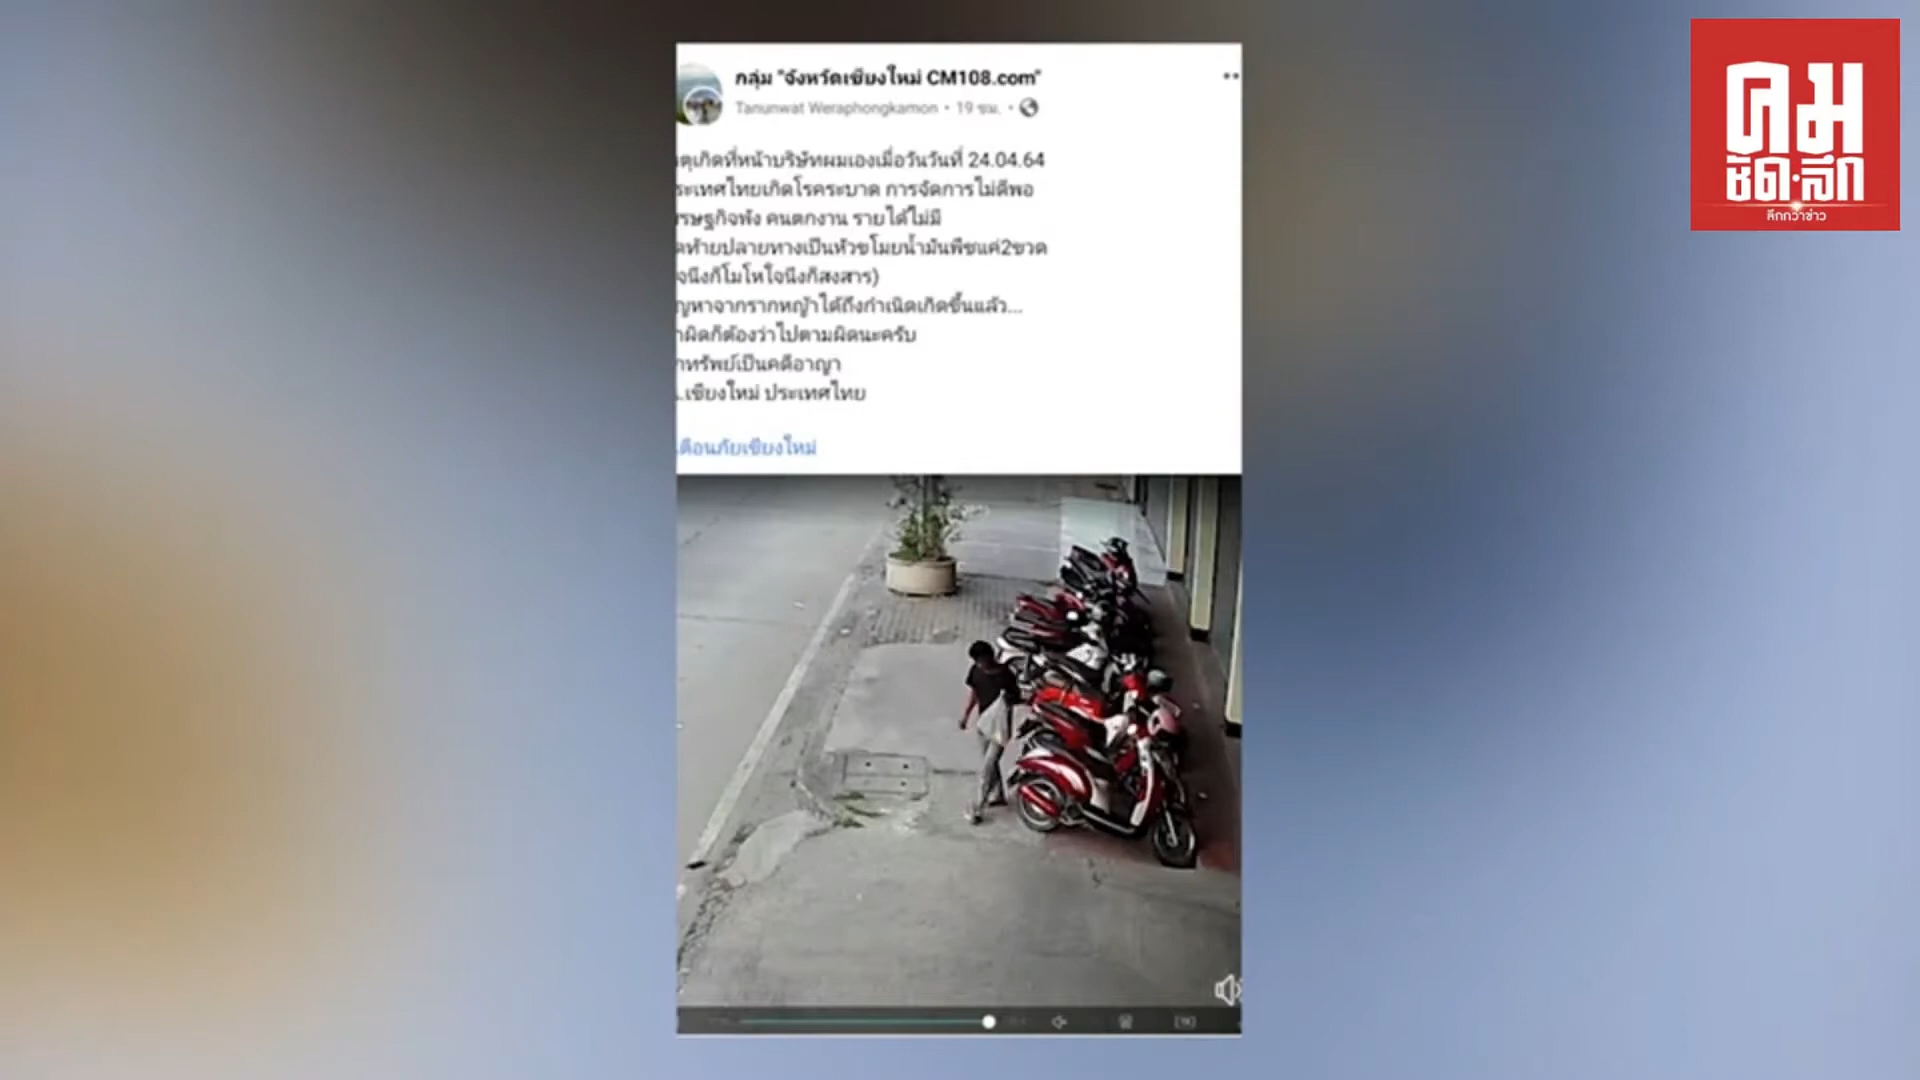 กลุ่ม "จังหวัดเชียงใหม่ CM108.com"
Tanunwat Weraphongkamon • 19 ชม. •
ตุเกิดที่หน้าบริษัทผมเองเมื่อวันวันที่ 24.04.64
ระเทศไทยเกิดโรคระบาด การจัดการไม่ดีพอ
รษฐกิจพัง คนตกงาน รายได้ไม่มี
ดท้ายปลายทางเป็นหัวขโมยน้ำมันพืชแค่2ขวด
จนึงก็โมโหใจนึงก็สงสาร)
ญหาจากรากหญ้าได้ถึงกำเนิดเกิดขึ้นแล้ว...
าผิดก็ต้องว่าไปตามผิดนะครับ
กทรัพย์เป็นคดีอาญา
.เชียงใหม่ ประเทศไทย
ตือนภัยเชียงใหม่
คม
ชัด•ลึก
ลึกกว่าข่าว